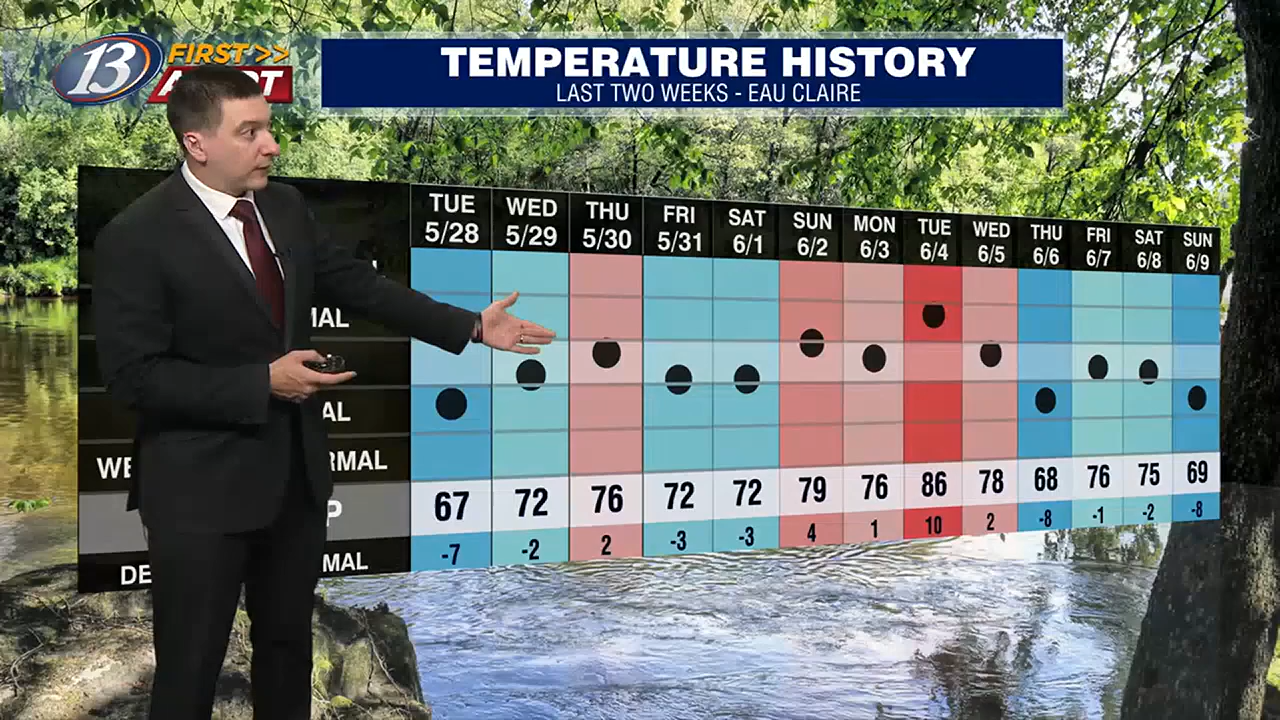 13 FIRST >>
TEMPERATURE HISTORY
LAST TWO WEEKS - EAU CLAIRE
TUE WED THU FRI SAT SUN MON TUE WED THU FRI SAT SUN
5/28 5/29 5/30 5/31 6/1 6/2 6/3 6/4 6/5 6/6 6/7 6/8 6/9
67 72 76 72 72 79 76 86 78 68 76 75 69
-7 -2 2 -3 -3 4 1 10 2 -8 -1 -2 -8